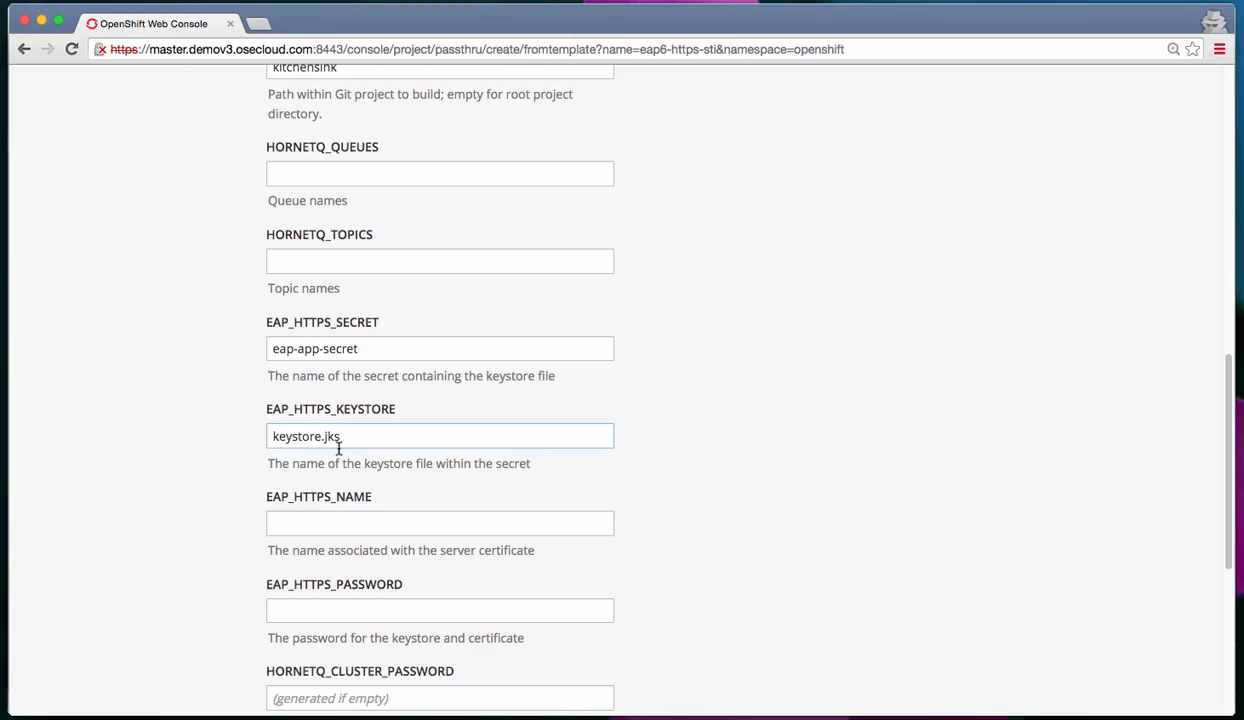 OpenShift Web Console
https://master.demov3.osecloud.com:8443/console/project/passthru/create/fromtemplate?name=eap6-https-sti&namespace=openshift
kitchensink
Path within Git project to build; empty for root project
directory.
HORNETQ_QUEUES
Queue names
HORNETQ_TOPICS
Topic names
EAP_HTTPS_SECRET
eap-app-secret
The name of the secret containing the keystore file
EAP_HTTPS_KEYSTORE
keystore.jks
The name of the keystore file within the secret
EAP_HTTPS_NAME
The name associated with the server certificate
EAP_HTTPS_PASSWORD
The password for the keystore and certificate
HORNETQ_CLUSTER_PASSWORD
(generated if empty)